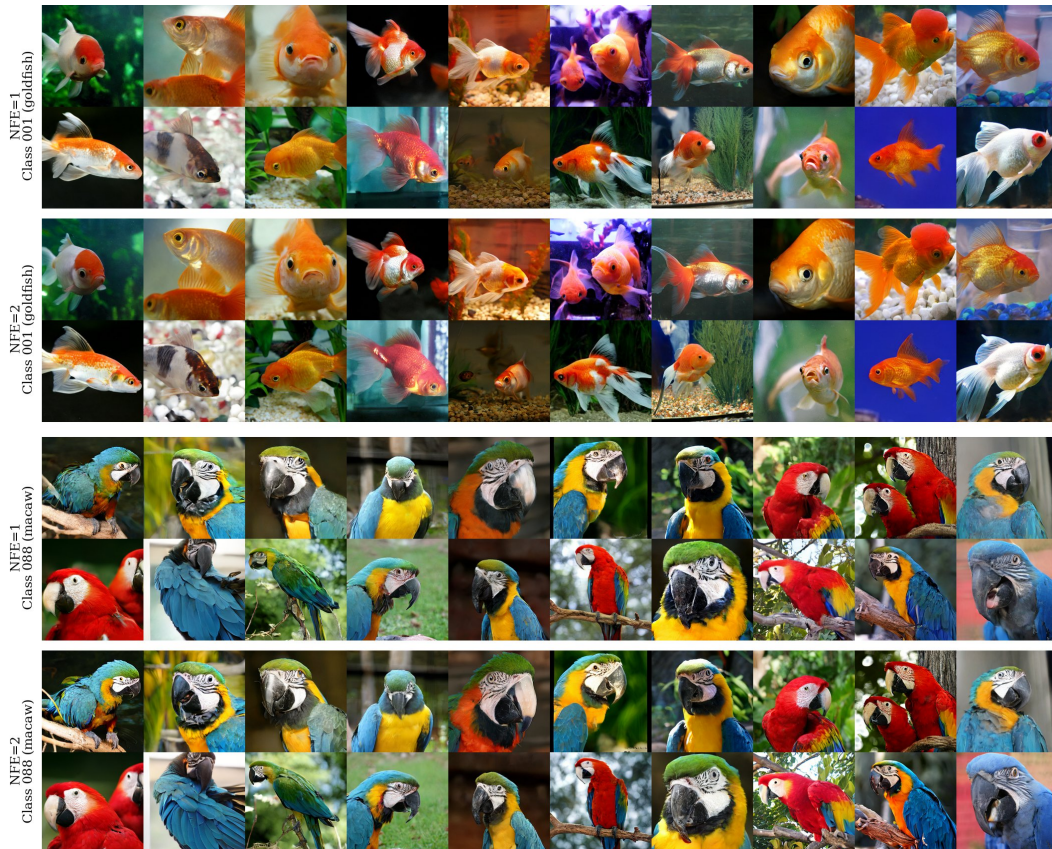 NFE=1
Class 001 (goldfish)
NFE=2
Class 001 (goldfish)
NFE=1
Class 088 (macaw)
NFE=2
Class 088 (macaw)